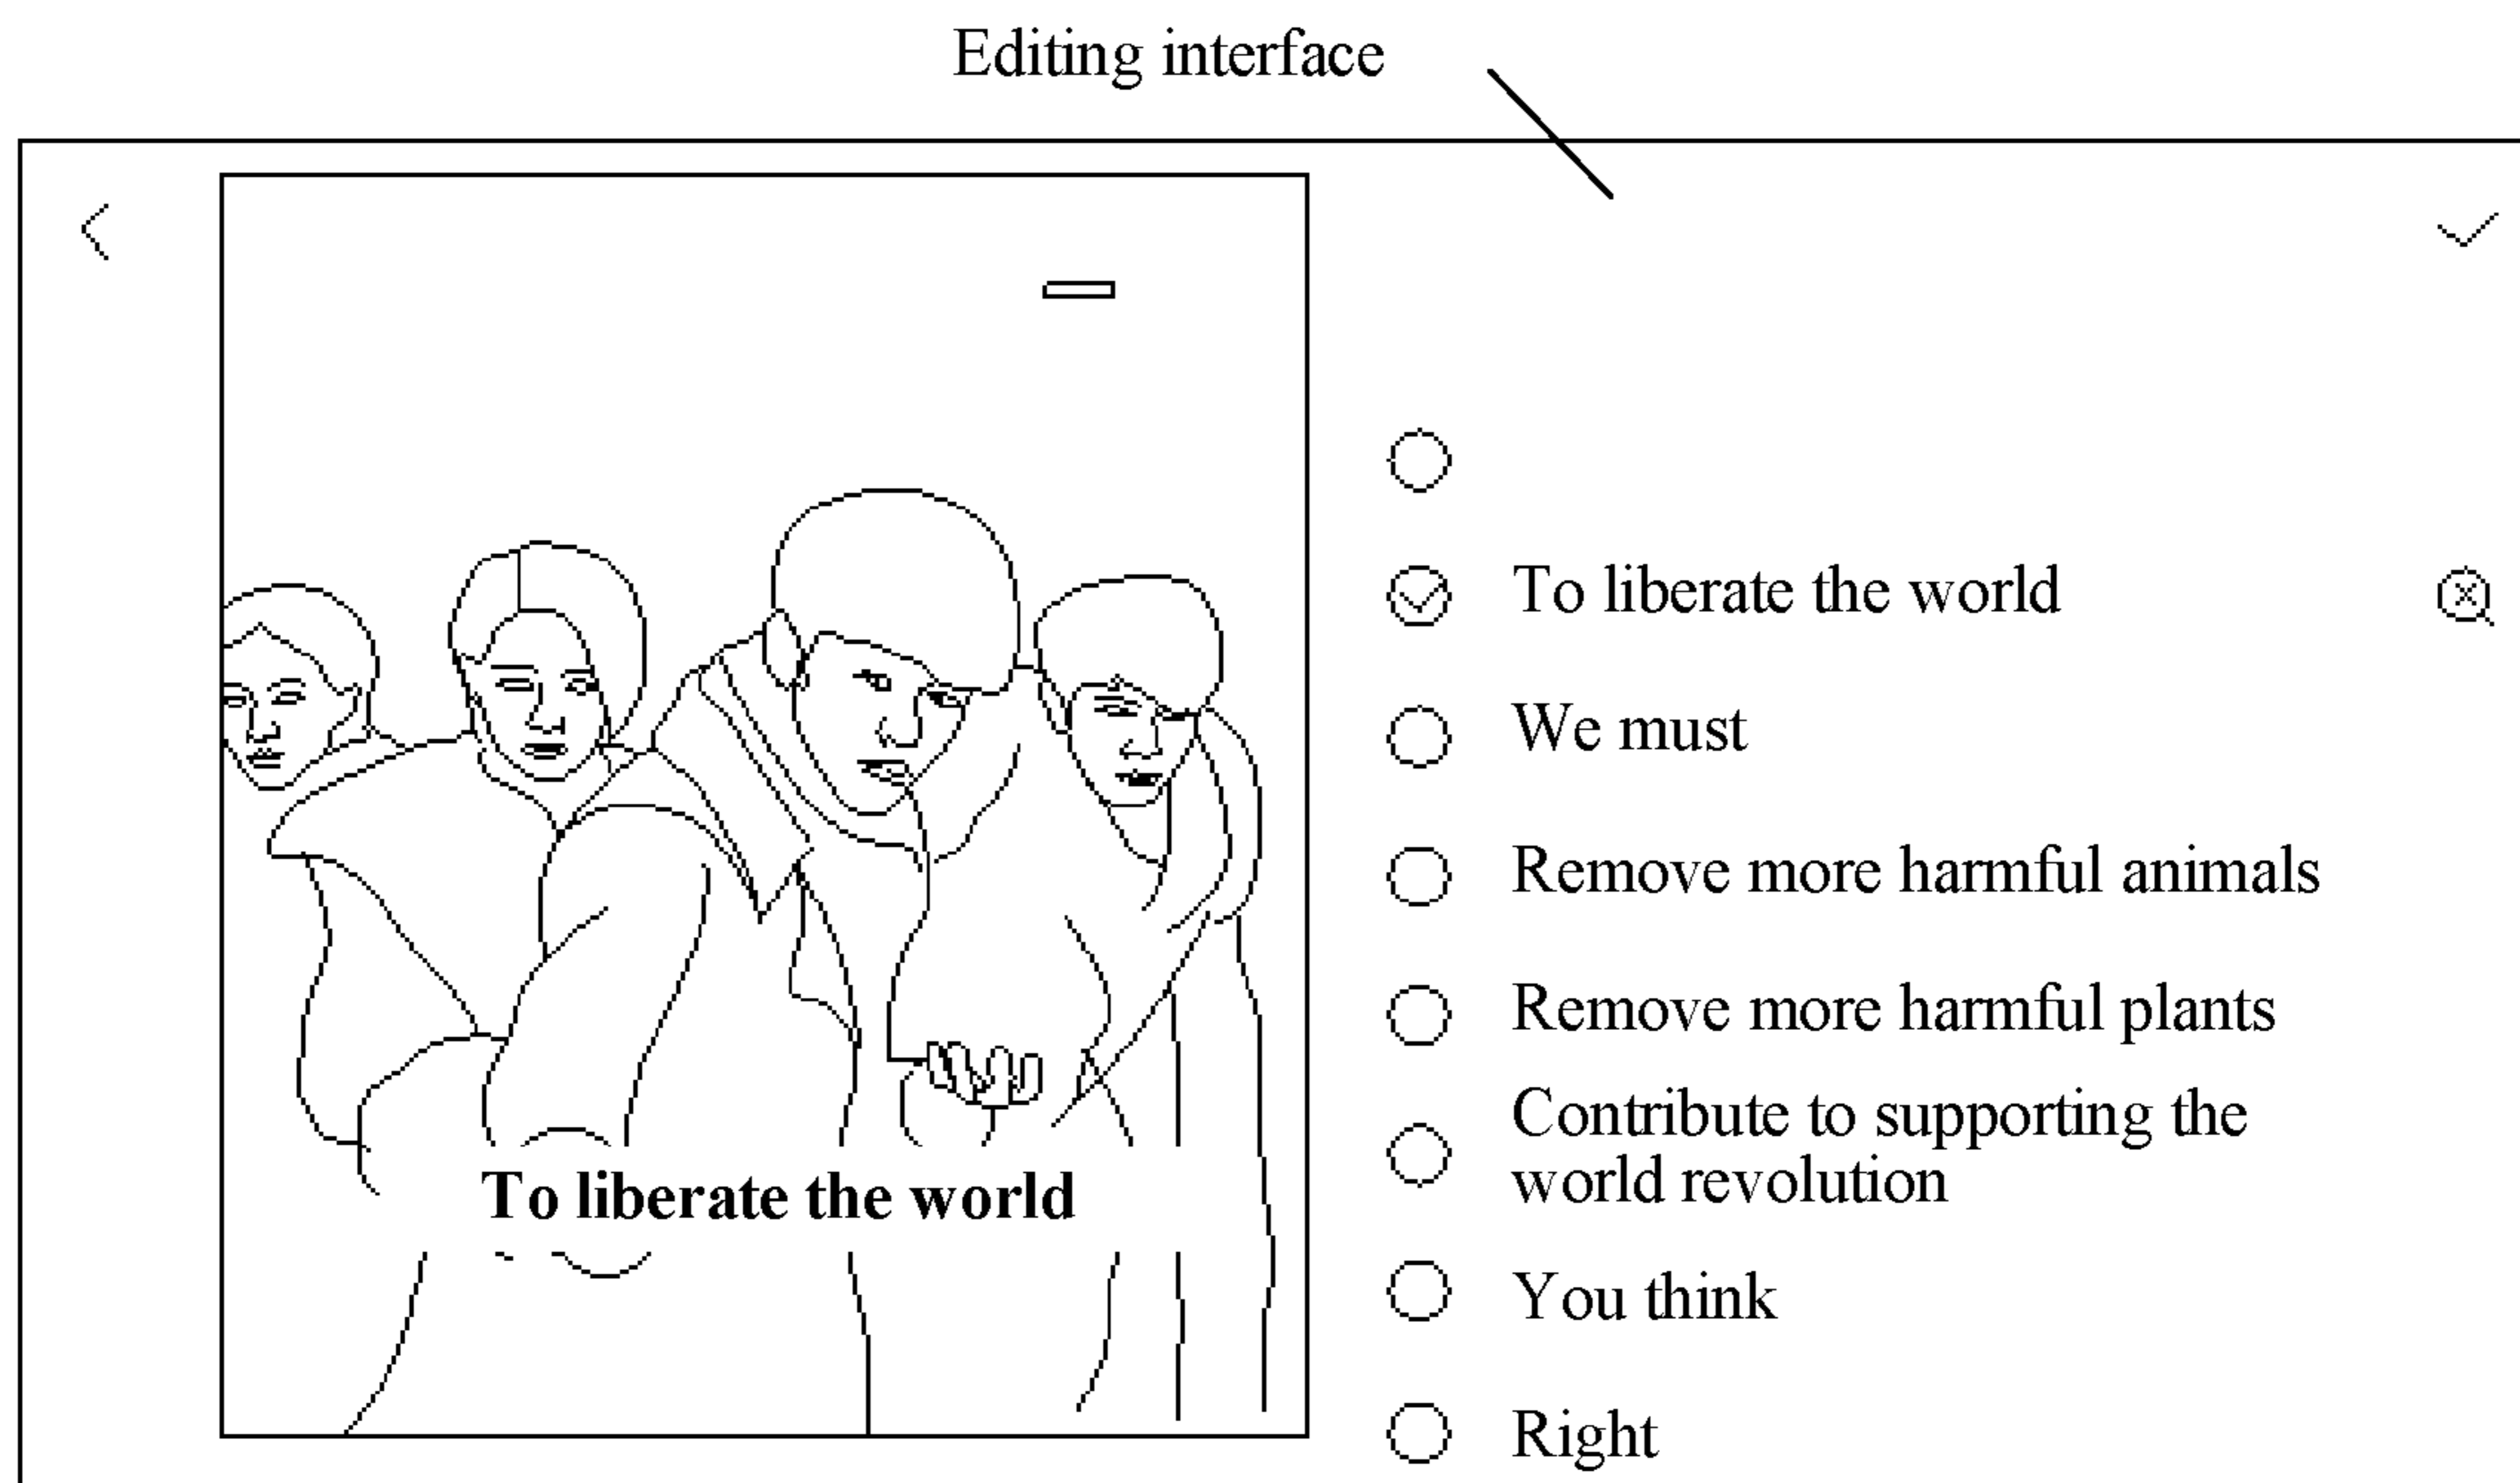 Editing interface
To liberate the world
We must
Remove more harmful animals
Remove more harmful plants
Contribute to supporting the
world revolution
You think
Right
To liberate the world